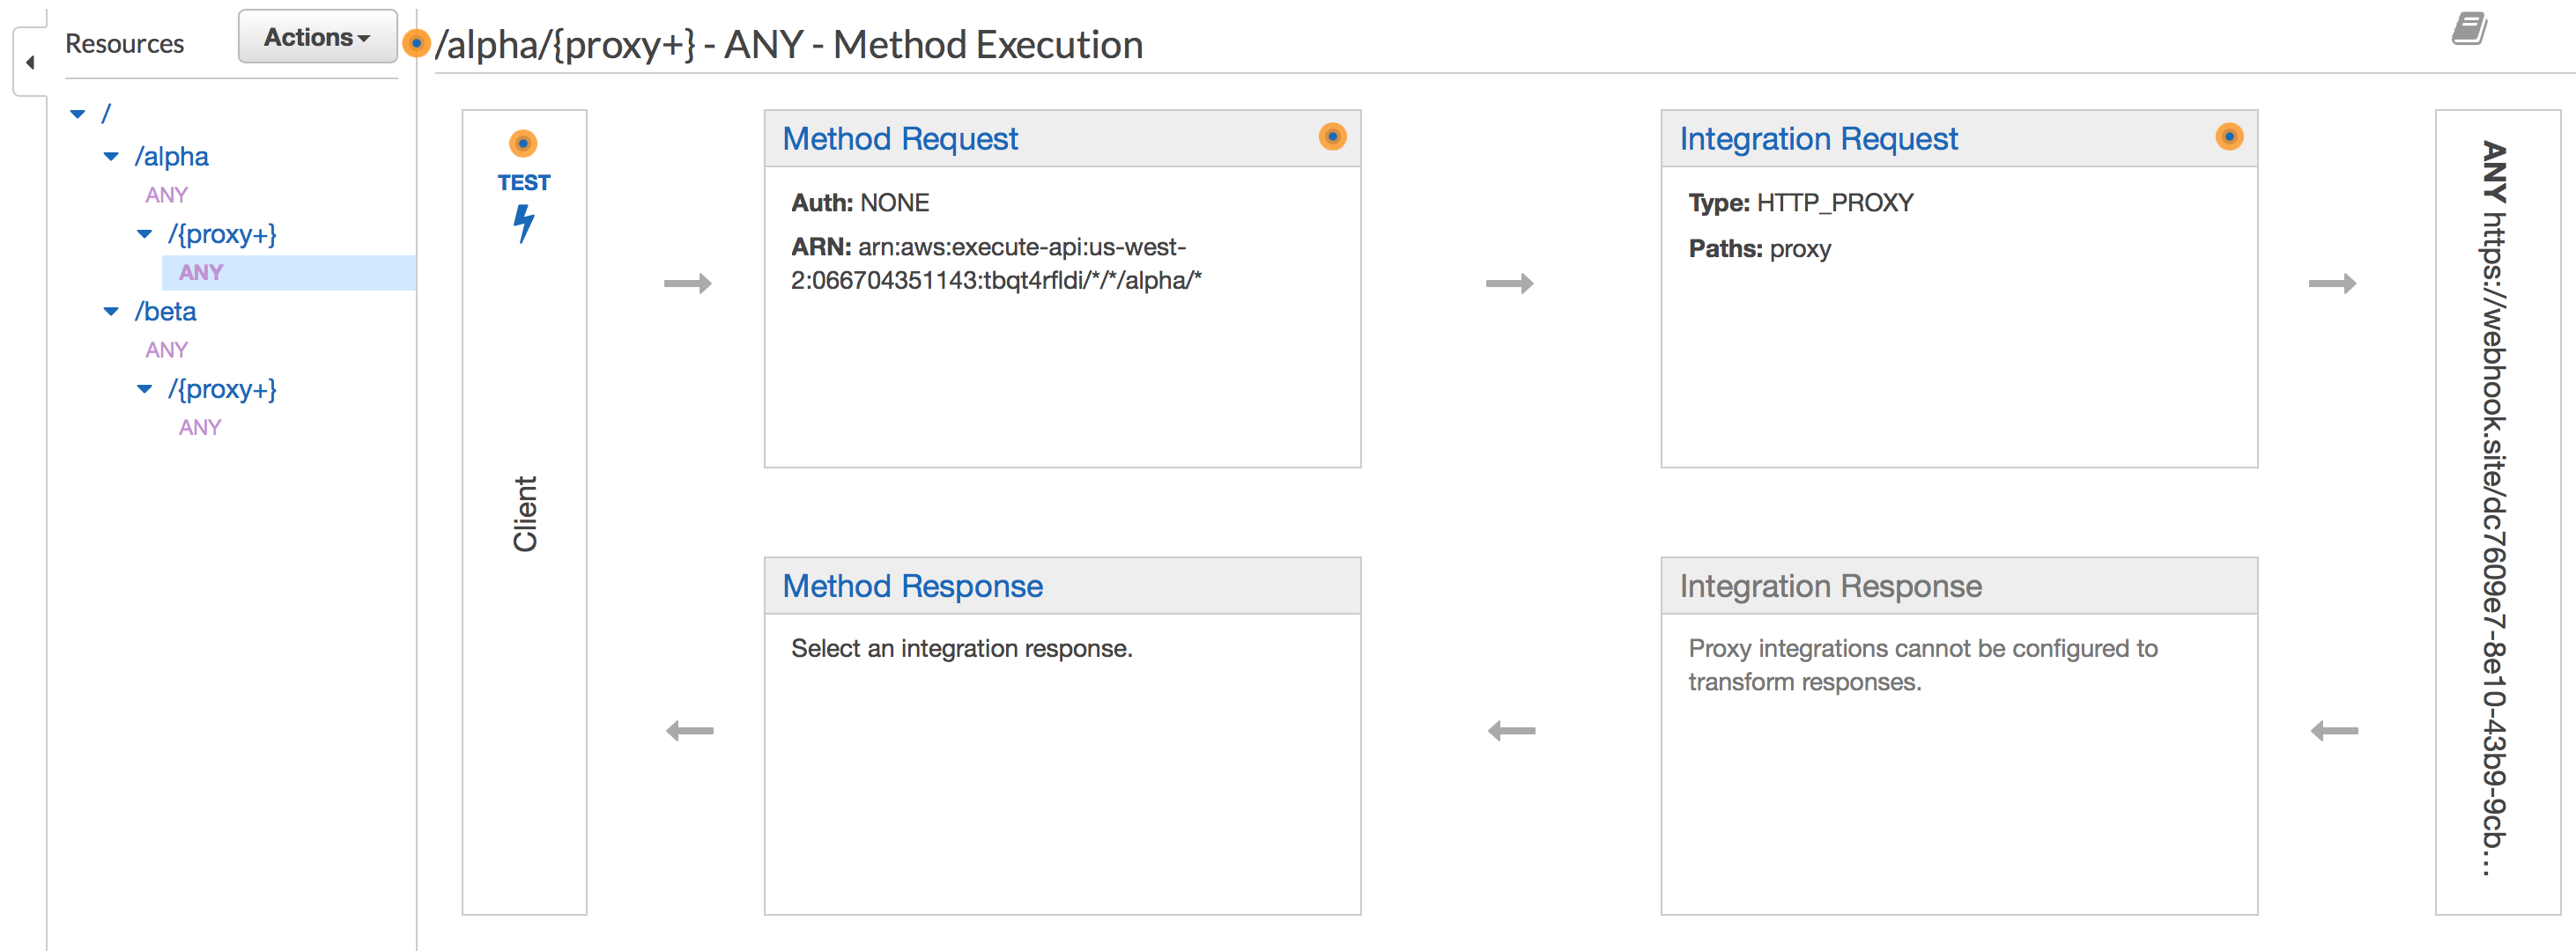 Resources
Actions
/
/alpha
ANY
/{proxy+}
ANY
/beta
ANY
/{proxy+}
ANY
/alpha/{proxy+} - ANY - Method Execution
TEST
Client
Method Request
Auth: NONE
ARN: arn:aws:execute-api:us-west-
2:066704351143:tbqt4rfldi/*/*/alpha/*
Integration Request
Type: HTTP_PROXY
Paths: proxy
Method Response
Select an integration response.
Integration Response
Proxy integrations cannot be configured to
transform responses.
ANY https://webhook.site/dc7609e7-8e10-43b9-9cb...